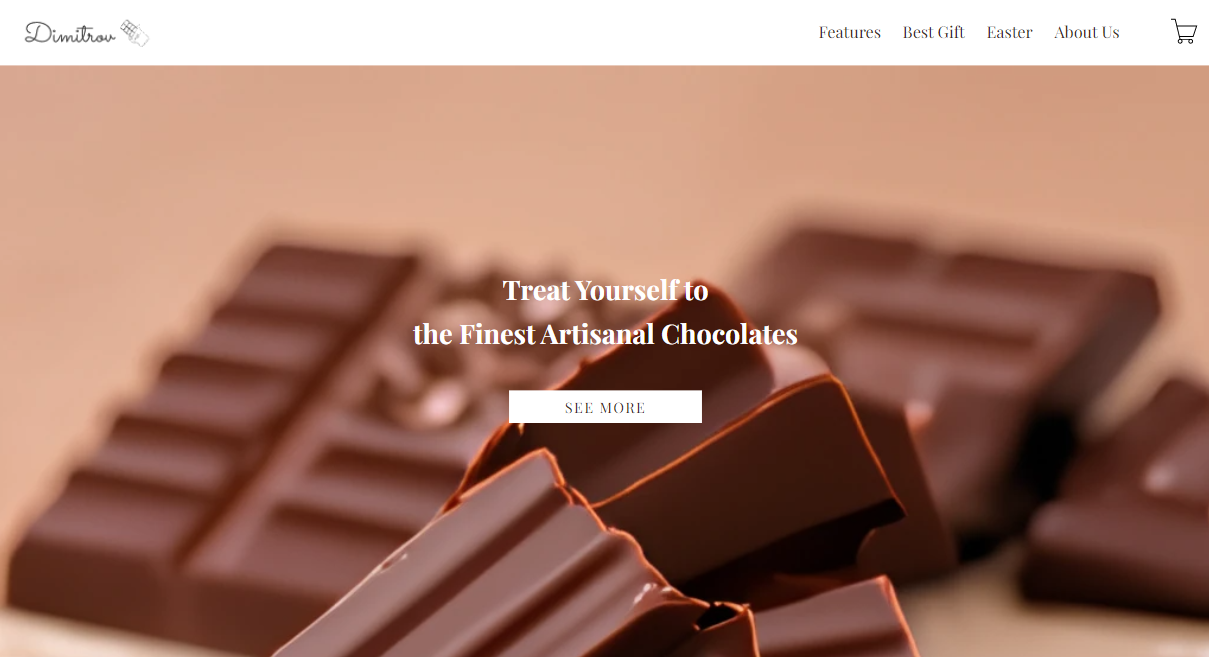 Dimitrov
Features Best Gift Easter About Us
Treat Yourself to
the Finest Artisanal Chocolates
SEE MORE